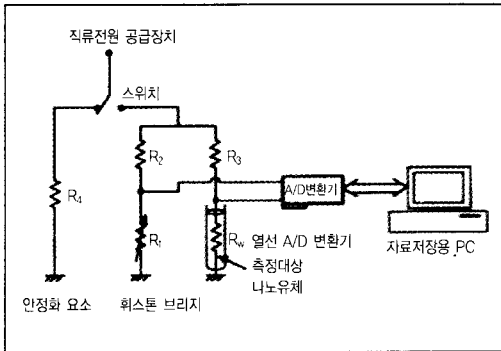 직류전원 공급장치
스위치
R₂
R₃
R₄
A/D변환기
R₁
R_w 열선 A/D 변환기
측정대상
나노유체
자료저장용 PC
안정화 요소
휘스톤 브리지